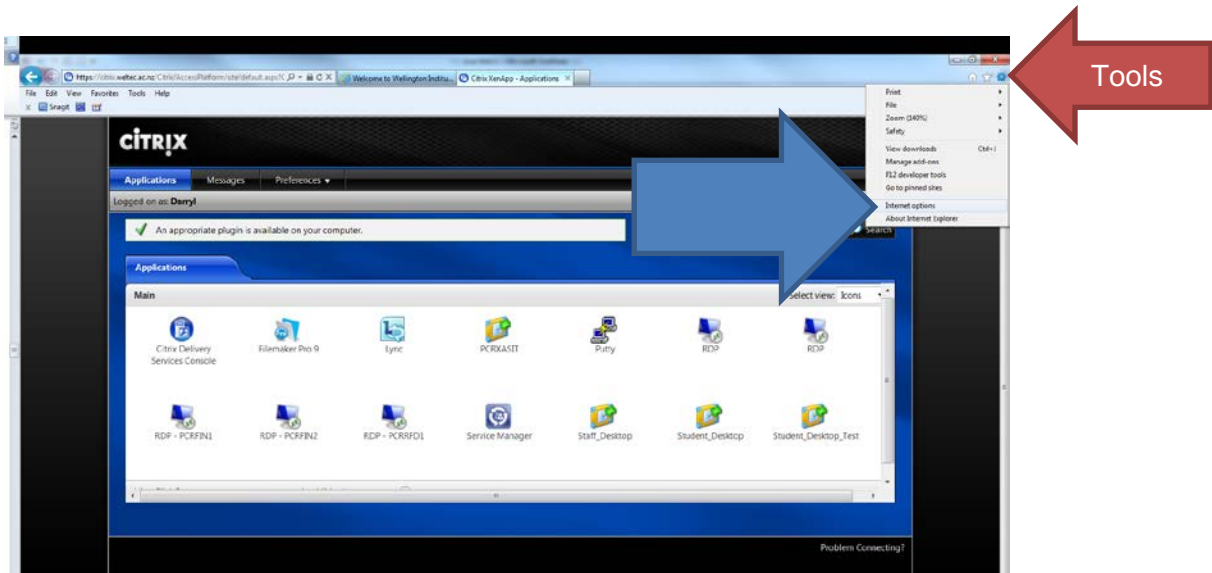 Tools
Welcome to Wellington Institu...
Citrix XenApp - Applications
File Edit View Favorites Tools Help
x Snagit
Print
File
Zoom (140%)
Safety
View downloads Ctrl+J
Manage add-ons
F12 developer tools
Go to pinned sites
Internet options
About Internet Explorer
CİTRIX
Applications Messages Preferences
Logged on as: Darryl
An appropriate plugin is available on your computer.
Search
Applications
Main
Select view: Icons
Citrix Delivery Services Console
Filemaker Pro 9
Lync
PCRXASIT
Putty
RDP
RDP
RDP - PCRFIN1
RDP - PCRFIN2
RDP - PCRRFD1
Service Manager
Staff_Desktop
Student_Desktop
Student_Desktop_Test
Problem Connecting?